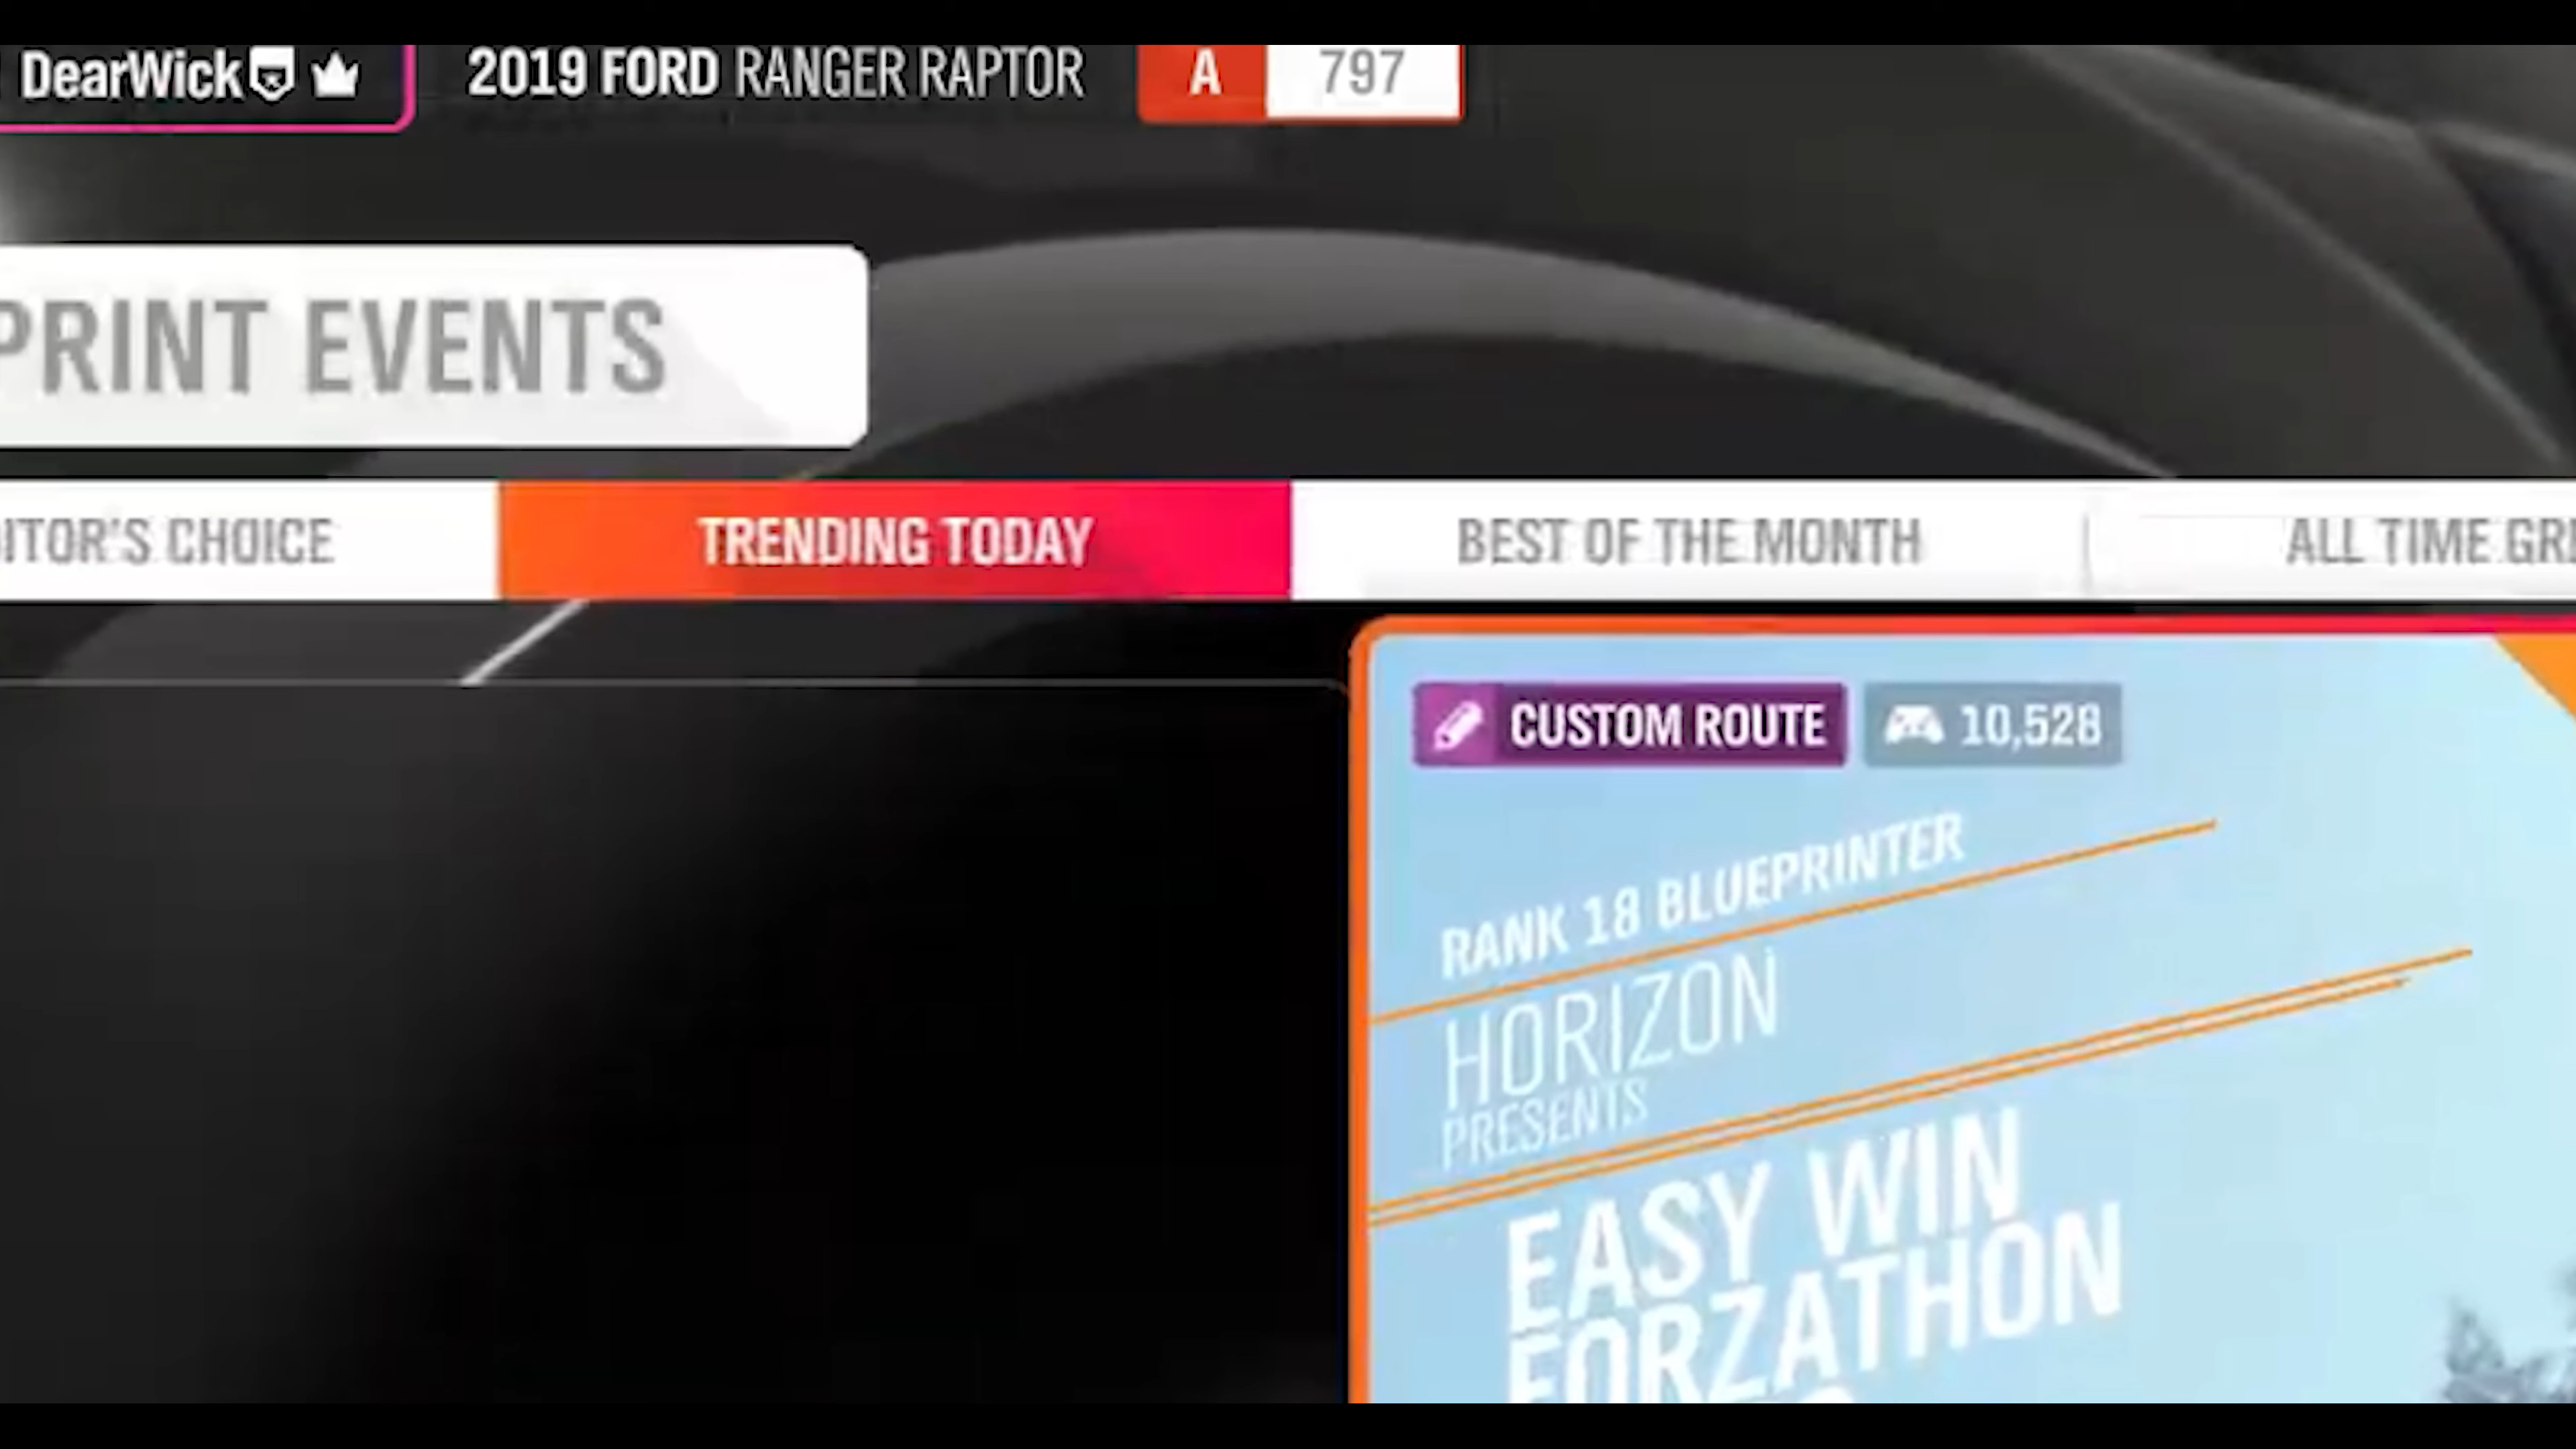 DearWick
2019 FORD RANGER RAPTOR
A 797
PRINT EVENTS
ITOR'S CHOICE
TRENDING TODAY
BEST OF THE MONTH
ALL TIME GRE
CUSTOM ROUTE
10,528
RANK 18 BLUEPRINTER
HORIZON
PRESENTS
EASY WIN
FORZATHON